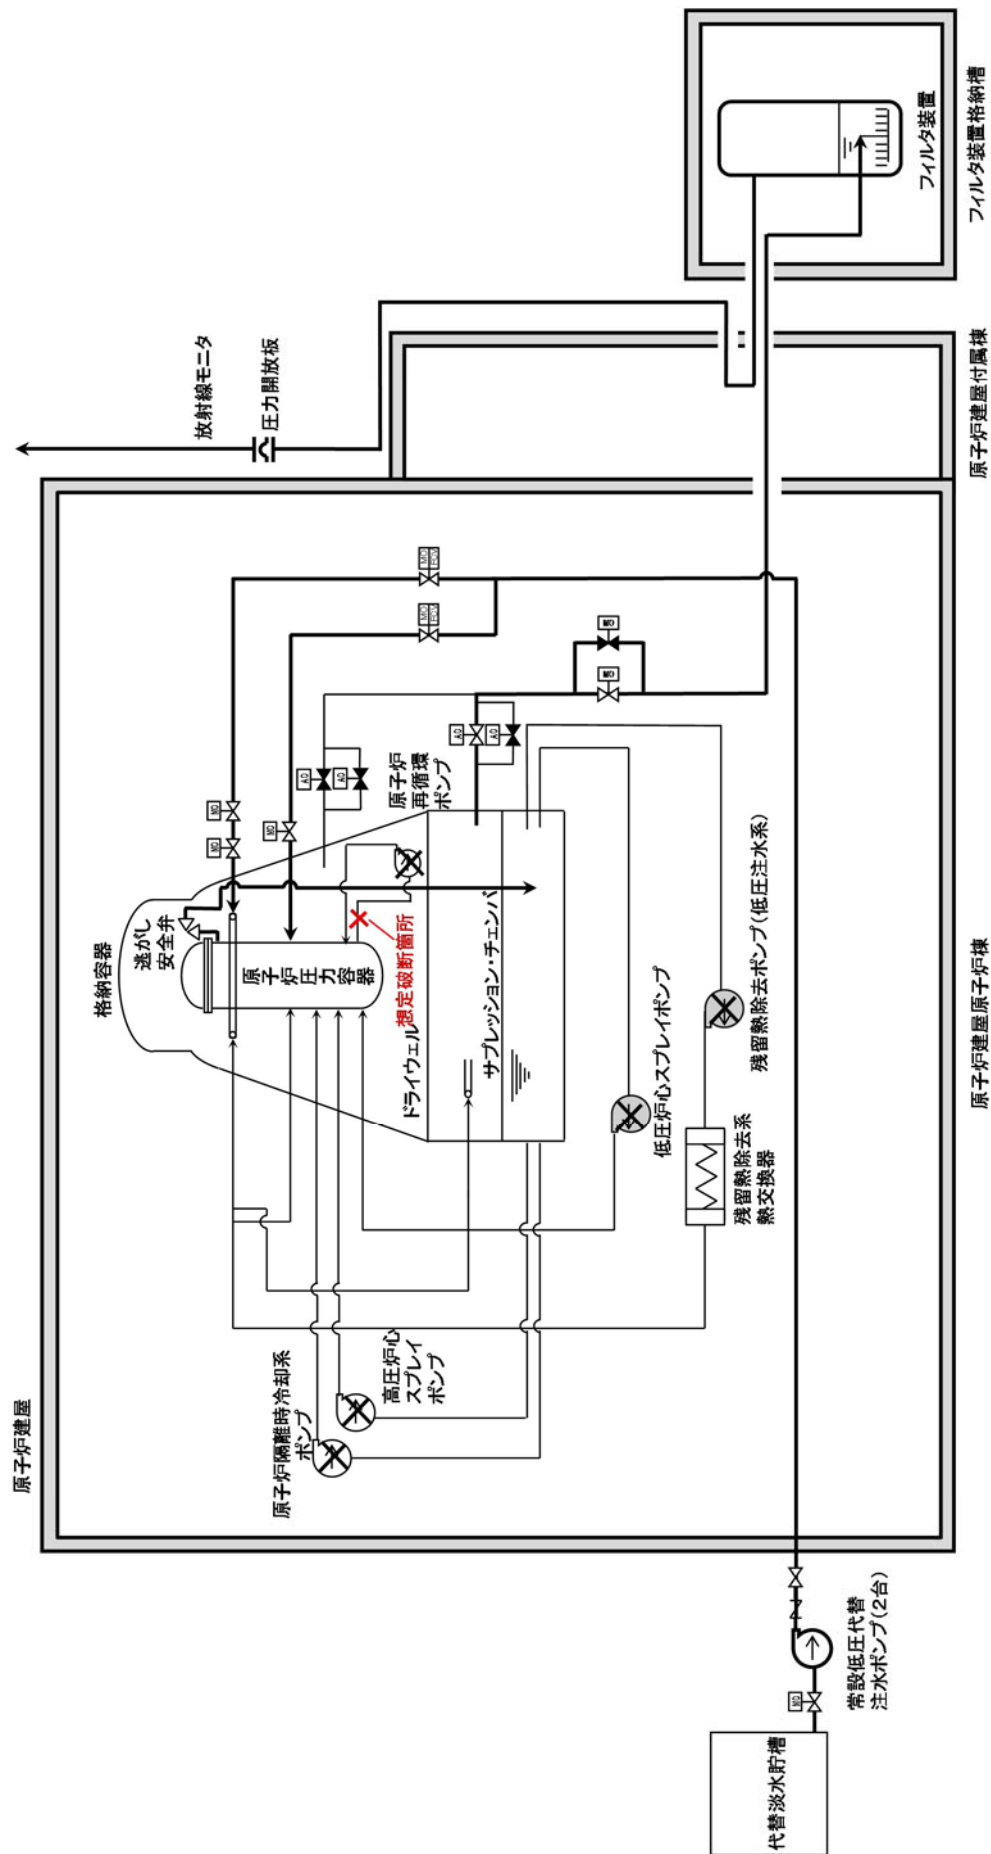 原子炉建屋
原子炉隔離時冷却系
ポンプ
高圧炉心
スプレイ
ポンプ
格納容器
逃がし
安全弁
原子炉
圧力容器
想定破断箇所
ドライウェル
原子炉
再循環
ポンプ
サプレッション・チェンバ
MO
MO
MO
AO
AO
AO
AO
低圧炉心スプレイポンプ
残留熱除去系
熱交換器
残留熱除去ポンプ(低圧注水系)
放射線モニタ
圧力開放板
フィルタ装置
フィルタ装置格納槽
原子炉建屋付属棟
原子炉建屋原子炉棟
代替淡水貯槽
MO
常設低圧代替
注水ポンプ(2台)